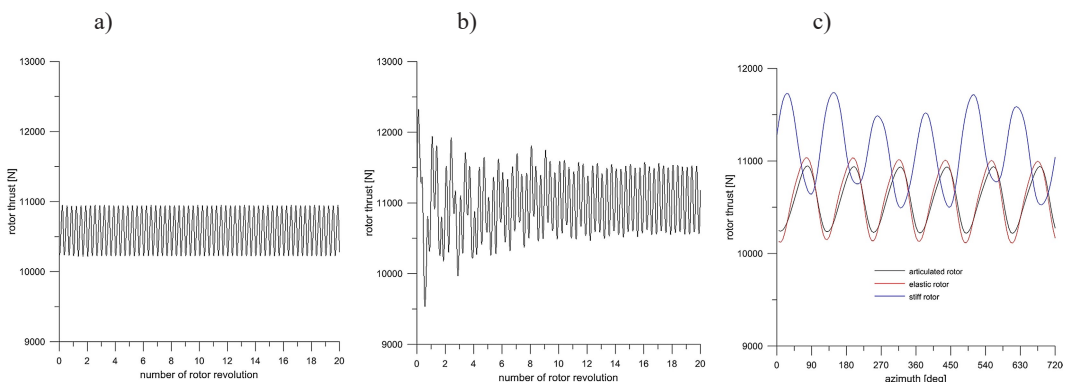 a)
b)
c)
13000
12000
11000
10000
9000
rotor thrust [N]
0 2 4 6 8 10 12 14 16 18 20
number of rotor revolution
13000
12000
11000
10000
9000
rotor thrust [N]
0 2 4 6 8 10 12 14 16 18 20
number of rotor revolution
12000
11000
10000
9000
rotor thrust [N]
articulated rotor
elastic rotor
stiff rotor
0 90 180 270 360 450 540 630 720
azimuth [deg]